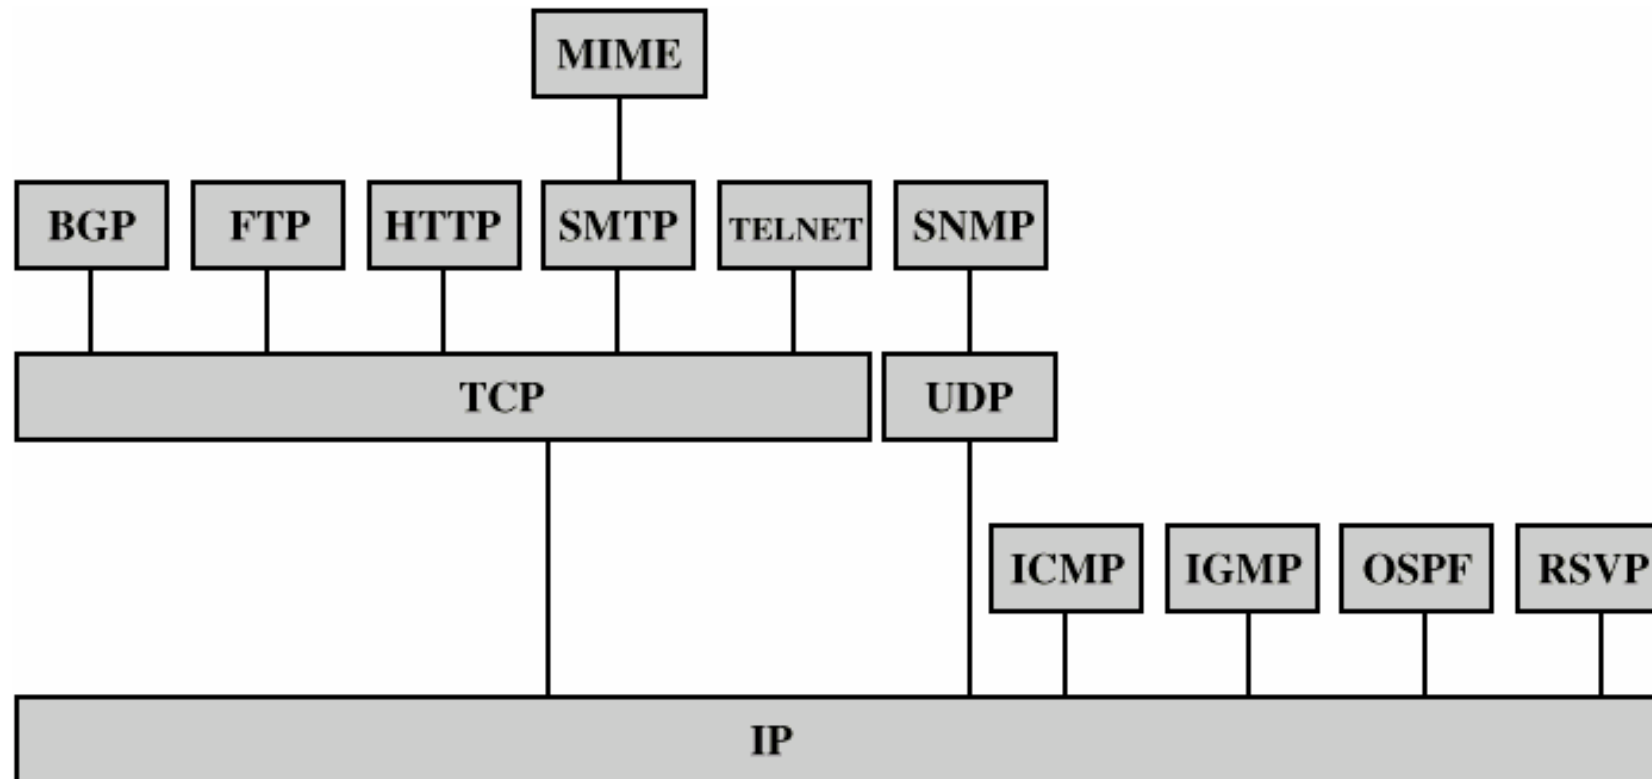 MIME
BGP FTP HTTP SMTP TELNET SNMP
TCP UDP
ICMP IGMP OSPF RSVP
IP